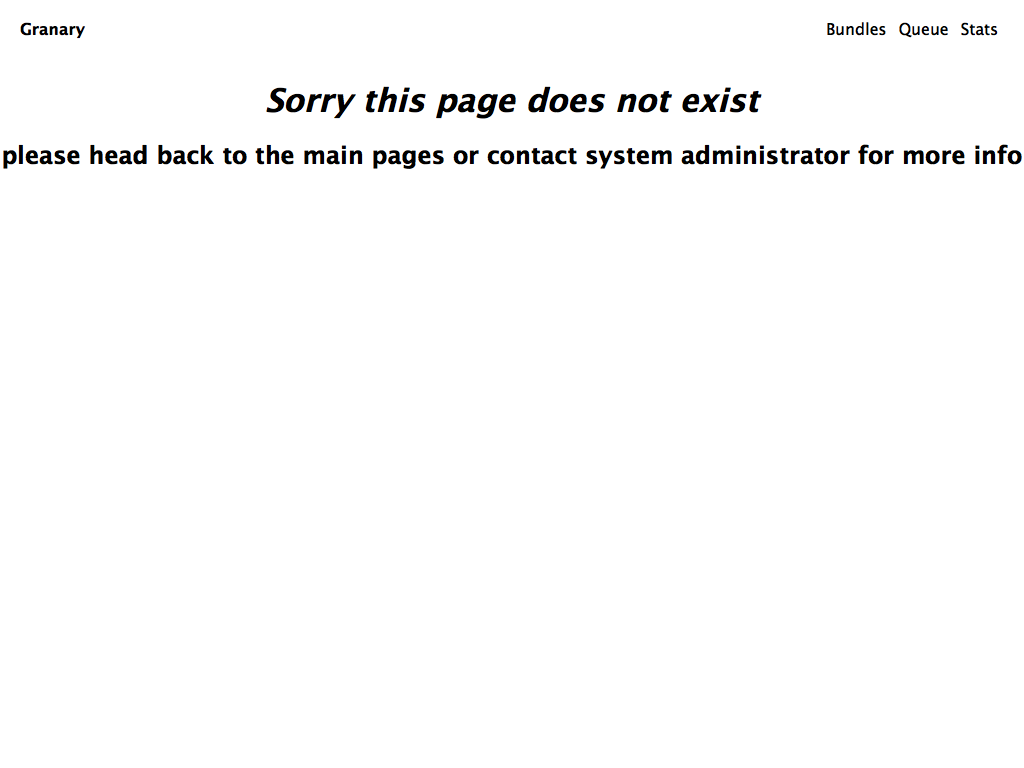 Granary
Bundles Queue Stats
Sorry this page does not exist
please head back to the main pages or contact system administrator for more info